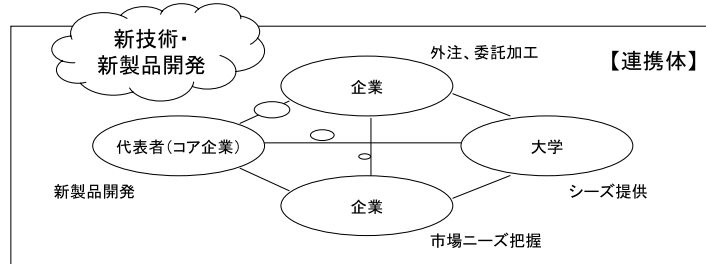 新技術・
新製品開発
外注、委託加工
【連携体】
企業
代表者(コア企業)
大学
新製品開発
シーズ提供
企業
市場ニーズ把握